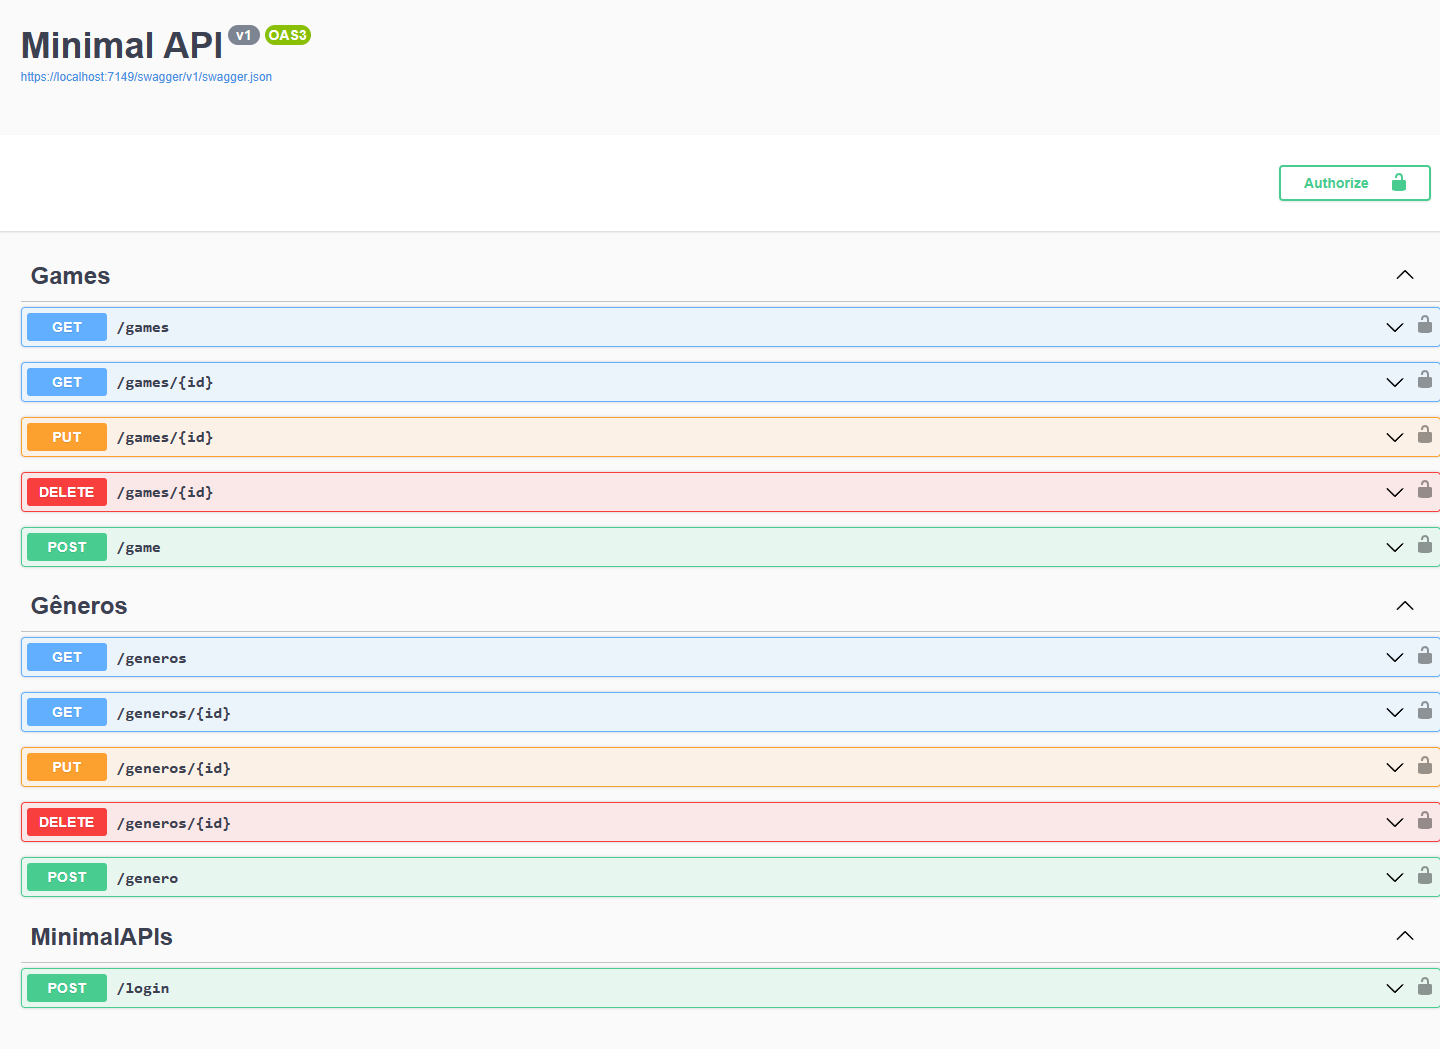 Minimal API v1 OAS3
https://localhost:7149/swagger/v1/swagger.json
Authorize
Games
GET /games
GET /games/{id}
PUT /games/{id}
DELETE /games/{id}
POST /game
Gêneros
GET /generos
GET /generos/{id}
PUT /generos/{id}
DELETE /generos/{id}
POST /genero
MinimalAPIs
POST /login